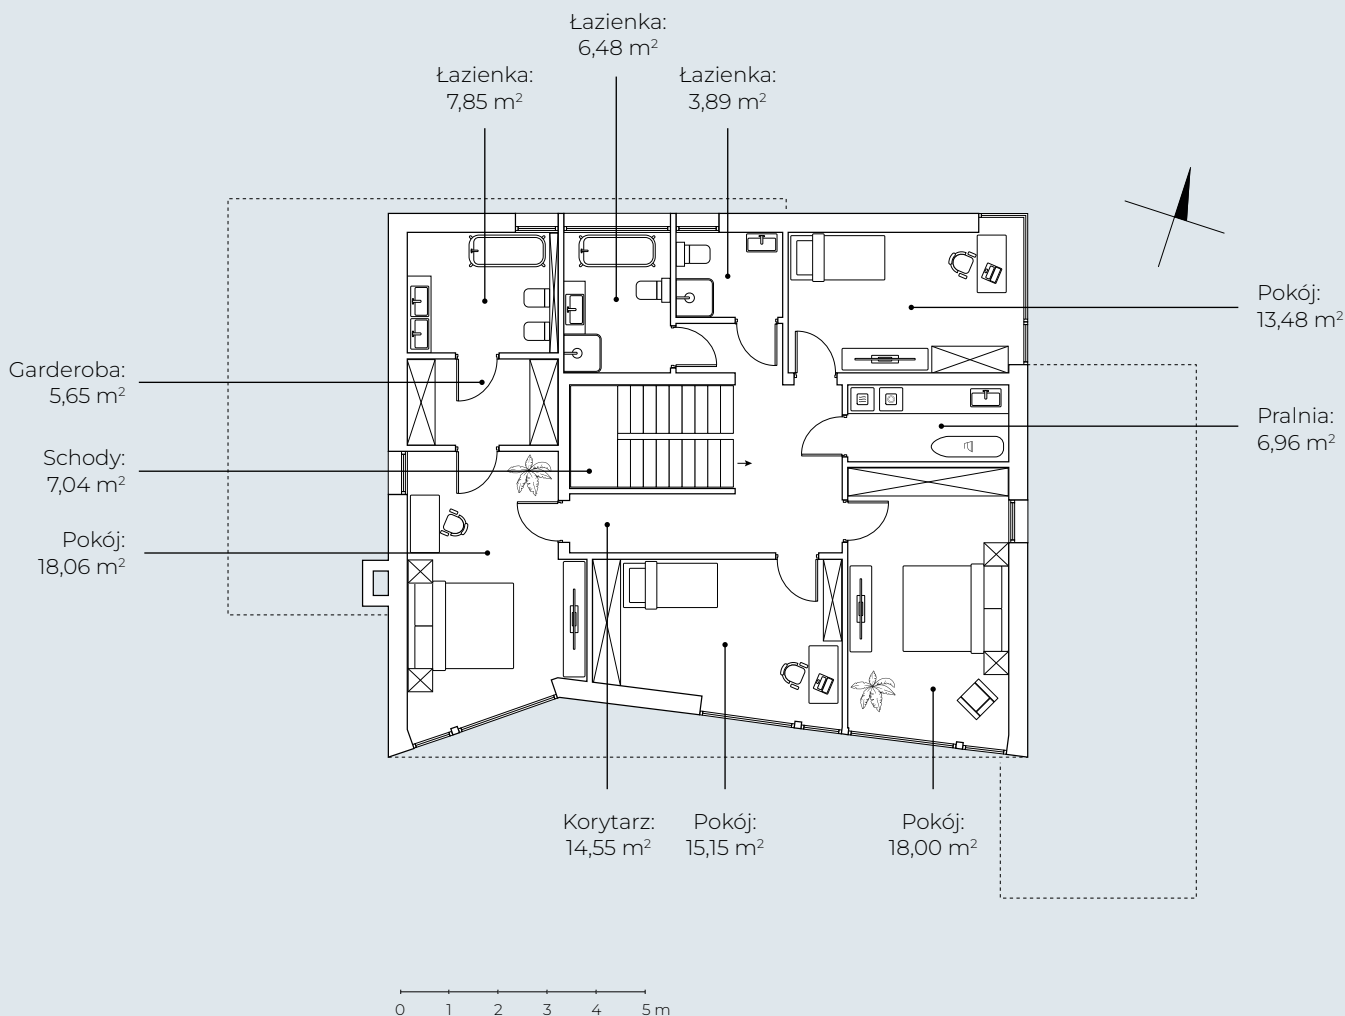 Łazienka:
6,48 m²
Łazienka:
7,85 m²
Łazienka:
3,89 m²
Pokój:
13,48 m²
Garderoba:
5,65 m²
Pralnia:
6,96 m²
Schody:
7,04 m²
Pokój:
18,06 m²
Korytarz:
14,55 m²
Pokój:
15,15 m²
Pokój:
18,00 m²
0 1 2 3 4 5 m